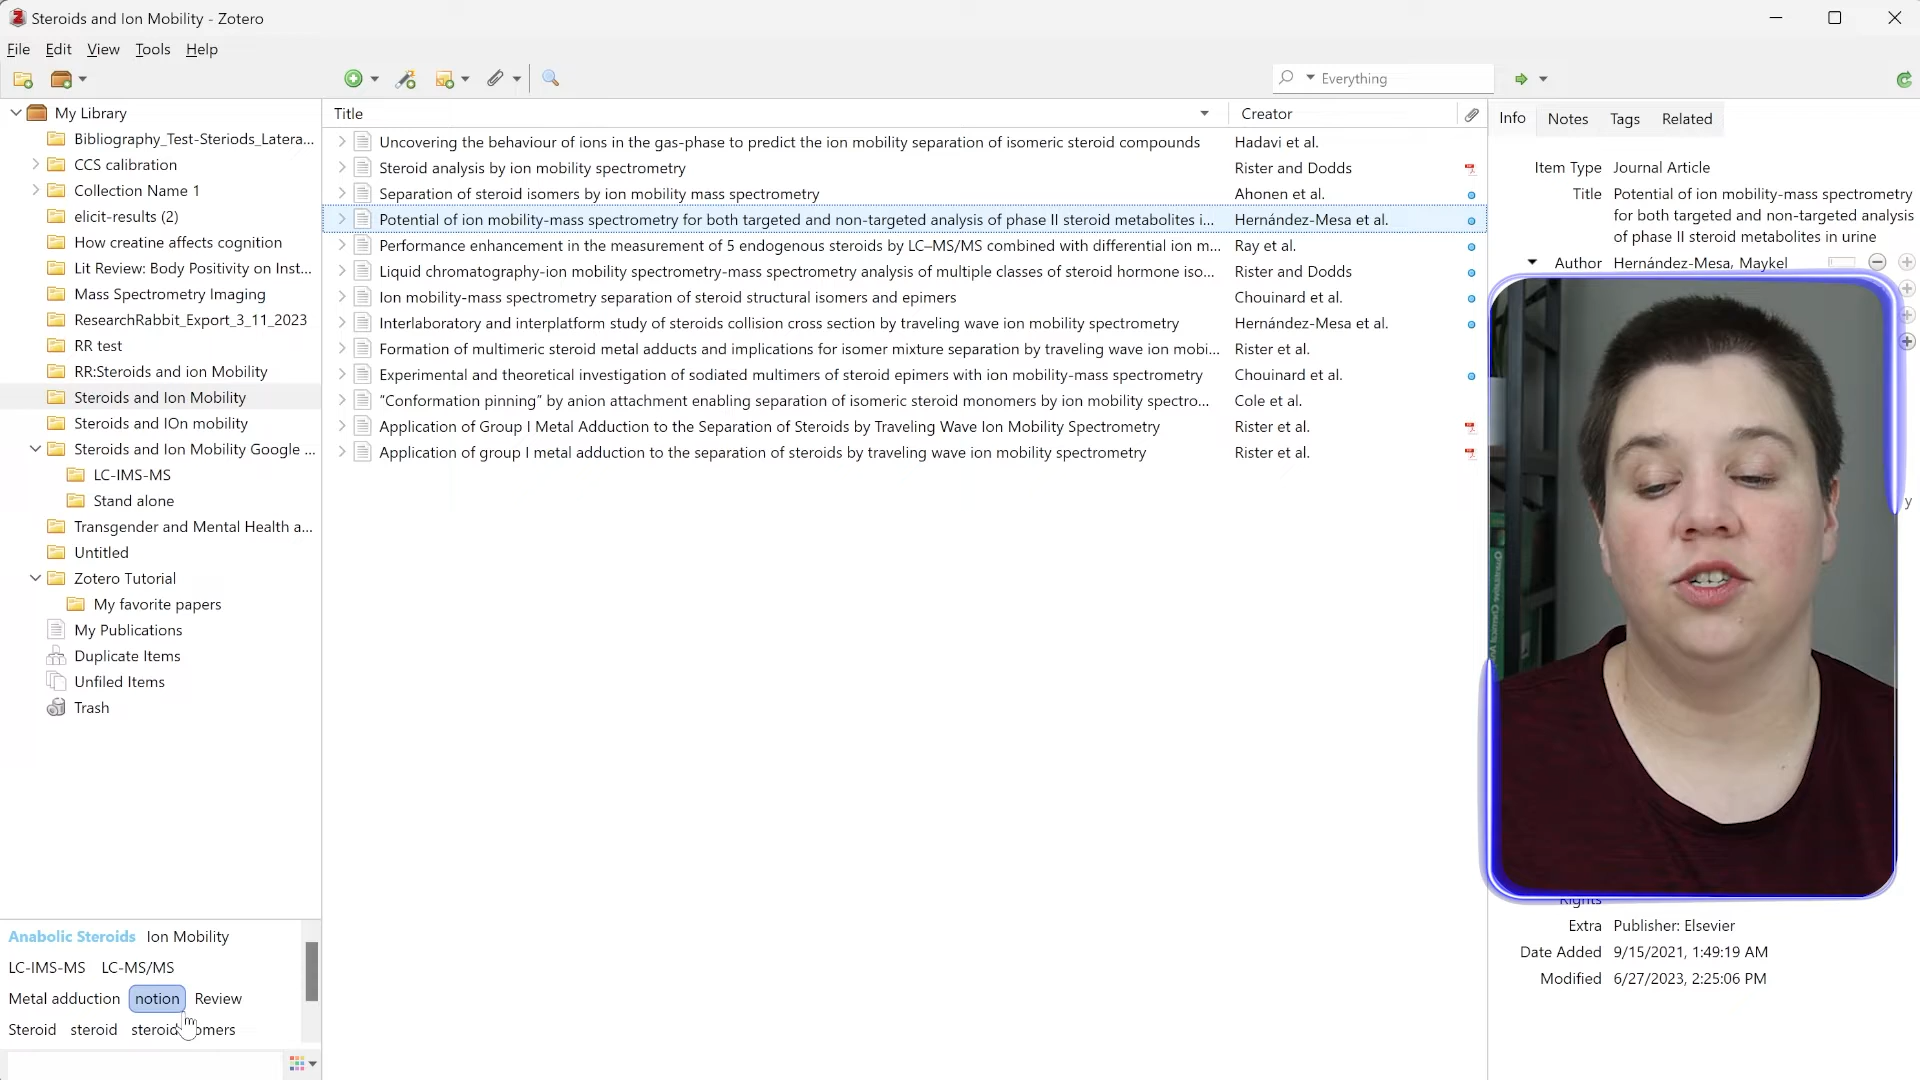 Steroids and Ion Mobility - Zotero
File Edit View Tools Help
Everything
My Library
Bibliography_Test-Steriods_Latera...
CCS calibration
Collection Name 1
elicit-results (2)
How creatine affects cognition
Lit Review: Body Positivity on Inst...
Mass Spectrometry Imaging
ResearchRabbit_Export_3_11_2023
RR test
RR:Steroids and ion Mobility
Steroids and Ion Mobility
Steroids and IOn mobility
Steroids and Ion Mobility Google ...
LC-IMS-MS
Stand alone
Transgender and Mental Health a...
Untitled
Zotero Tutorial
My favorite papers
My Publications
Duplicate Items
Unfiled Items
Trash
Anabolic Steroids Ion Mobility
LC-IMS-MS LC-MS/MS
Metal adduction notion Review
Steroid steroid steroid omers
Title Creator
Uncovering the behaviour of ions in the gas-phase to predict the ion mobility separation of isomeric steroid compounds Hadavi et al.
Steroid analysis by ion mobility spectrometry Rister and Dodds
Separation of steroid isomers by ion mobility mass spectrometry Ahonen et al.
Potential of ion mobility-mass spectrometry for both targeted and non-targeted analysis of phase II steroid metabolites i... Hernández-Mesa et al.
Performance enhancement in the measurement of 5 endogenous steroids by LC–MS/MS combined with differential ion m... Ray et al.
Liquid chromatography-ion mobility spectrometry-mass spectrometry analysis of multiple classes of steroid hormone iso... Rister and Dodds
Ion mobility-mass spectrometry separation of steroid structural isomers and epimers Chouinard et al.
Interlaboratory and interplatform study of steroids collision cross section by traveling wave ion mobility spectrometry Hernández-Mesa et al.
Formation of multimeric steroid metal adducts and implications for isomer mixture separation by traveling wave ion mobi... Rister et al.
Experimental and theoretical investigation of sodiated multimers of steroid epimers with ion mobility-mass spectrometry Chouinard et al.
“Conformation pinning” by anion attachment enabling separation of isomeric steroid monomers by ion mobility spectro... Cole et al.
Application of Group I Metal Adduction to the Separation of Steroids by Traveling Wave Ion Mobility Spectrometry Rister et al.
Application of group I metal adduction to the separation of steroids by traveling wave ion mobility spectrometry Rister et al.
Info Notes Tags Related
Item Type Journal Article
Title Potential of ion mobility-mass spectrometry
for both targeted and non-targeted analysis
of phase II steroid metabolites in urine
Author Hernández-Mesa, Maykel
y
Rights
Extra Publisher: Elsevier
Date Added 9/15/2021, 1:49:19 AM
Modified 6/27/2023, 2:25:06 PM